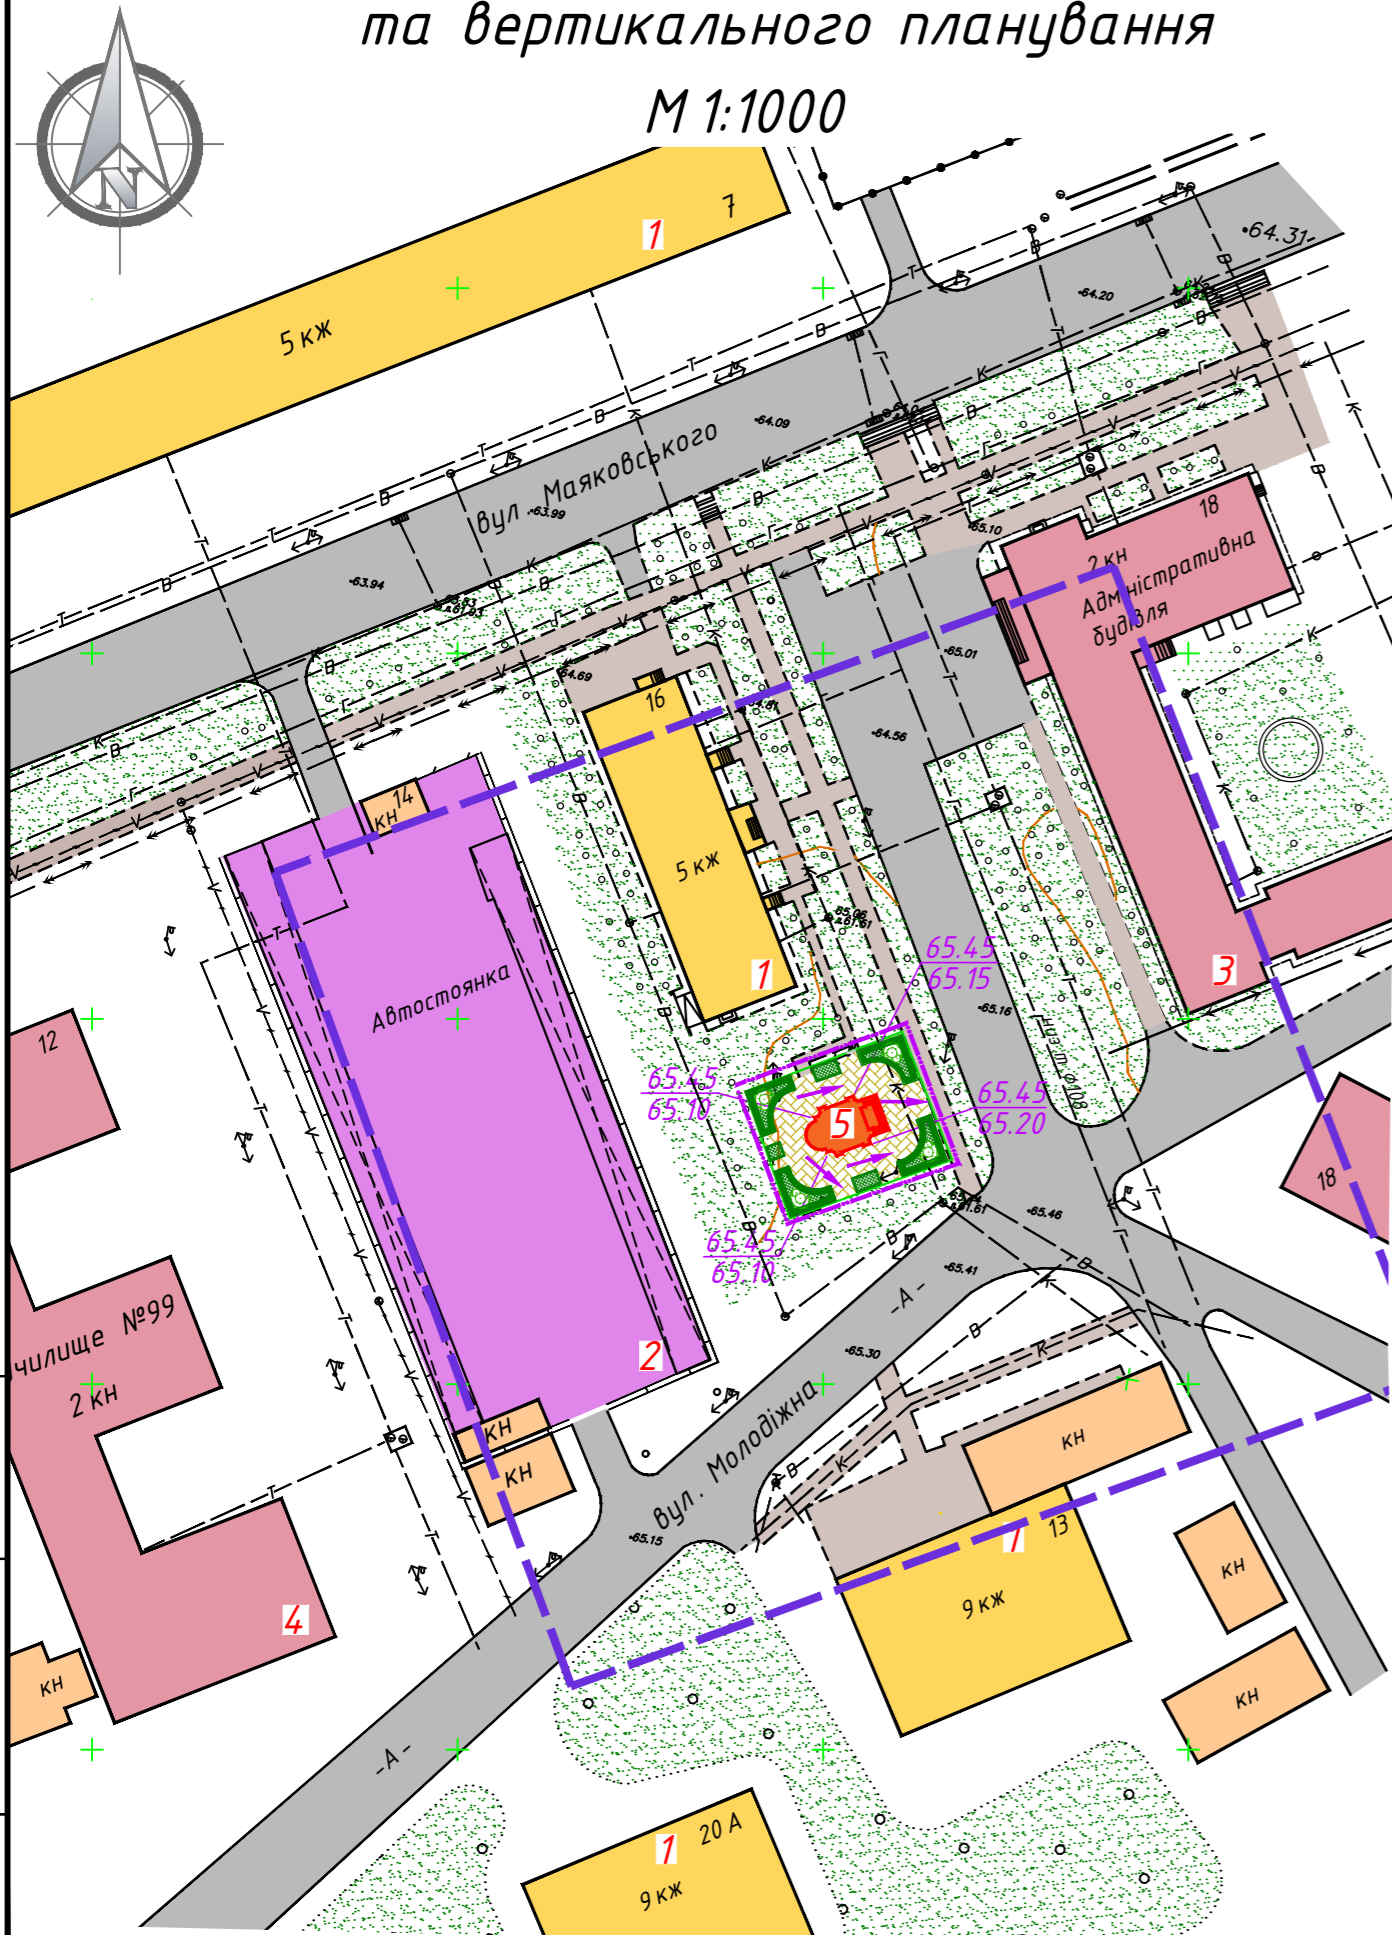 та вертикального планування
М 1:1000
N
7
1
5 кж
64.31
64.20
64.09
вул Маяковського
63.99
63.94
65.10
18
2 кн
Адміністративна
будівля
65.01
64.69
16
64.56
14
кн
5 кж
Автостоянка
1
3
65.45
65.15
65.16
12
65.45
65.10
5
65.45
65.20
18
65.46
65.45
65.10
65.41
-А-
училище №99
2 кн
2
65.30
вул. Молодіжна
кн
кн
кн
65.15
1
13
9 кж
кн
4
кн
кн
-А-
1
20 А
9 кж